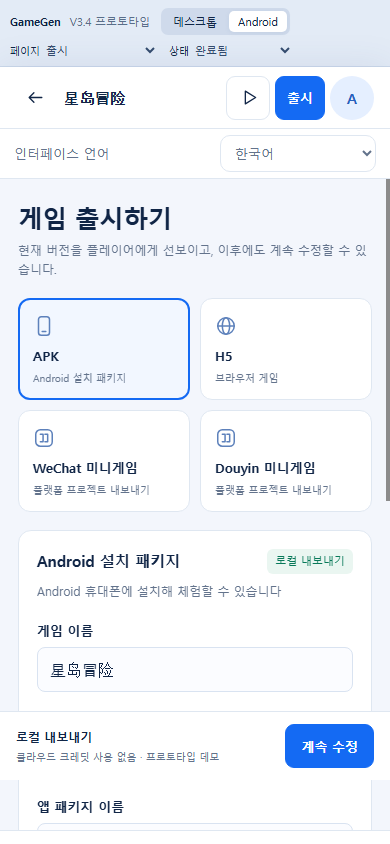 GameGen V3.4 프로토타입 데스크톱 Android
페이지 출시 상태 완료됨
星岛冒险 출시 A
인터페이스 언어 한국어
게임 출시하기
현재 버전을 플레이어에게 선보이고, 이후에도 계속 수정할 수 있
습니다.
APK
Android 설치 패키지
H5
브라우저 게임
WeChat 미니게임
플랫폼 프로젝트 내보내기
Douyin 미니게임
플랫폼 프로젝트 내보내기
Android 설치 패키지 로컬 내보내기
Android 휴대폰에 설치해 체험할 수 있습니다
게임 이름
星岛冒险
로컬 내보내기
클라우드 크레딧 사용 없음 · 프로토타입 데모
계속 수정
앱 패키지 이름